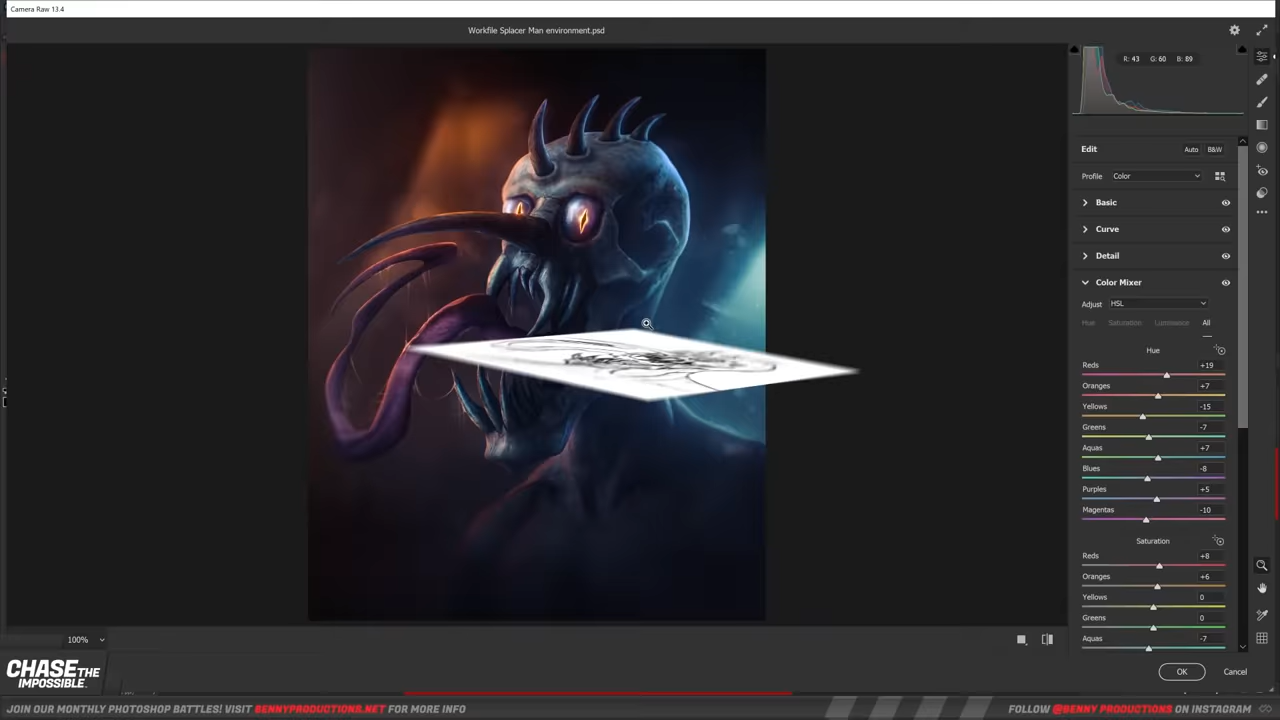 Camera Raw 13.4
Workfile Splacer Man environment.psd
R: 43 G: 60 B: 89
Edit Auto B&W
Profile Color
Basic
Curve
Detail
Color Mixer
Adjust HSL
Hue Saturation Luminance All
Hue
Reds +19
Oranges +7
Yellows -15
Greens -7
Aquas +7
Blues -8
Purples +5
Magentas -10
Saturation
Reds +8
Oranges +6
Yellows 0
Greens 0
Aquas -7
100%
OK Cancel
CHASE THE
IMPOSSIBLE.
JOIN OUR MONTHLY PHOTOSHOP BATTLES! VISIT BENNYPRODUCTIONS.NET FOR MORE INFO
FOLLOW @BENNY PRODUCTIONS ON INSTAGRAM